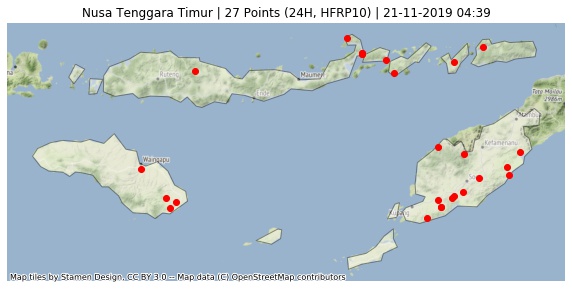 Nusa Tenggara Timur | 27 Points (24H, HFRP10) | 21-11-2019 04:39
Maumere
Ende
Waingapu
Kefamenanu
Kupang
Map tiles by Stamen Design, CC BY 3.0 -- Map data (C) OpenStreetMap contributors